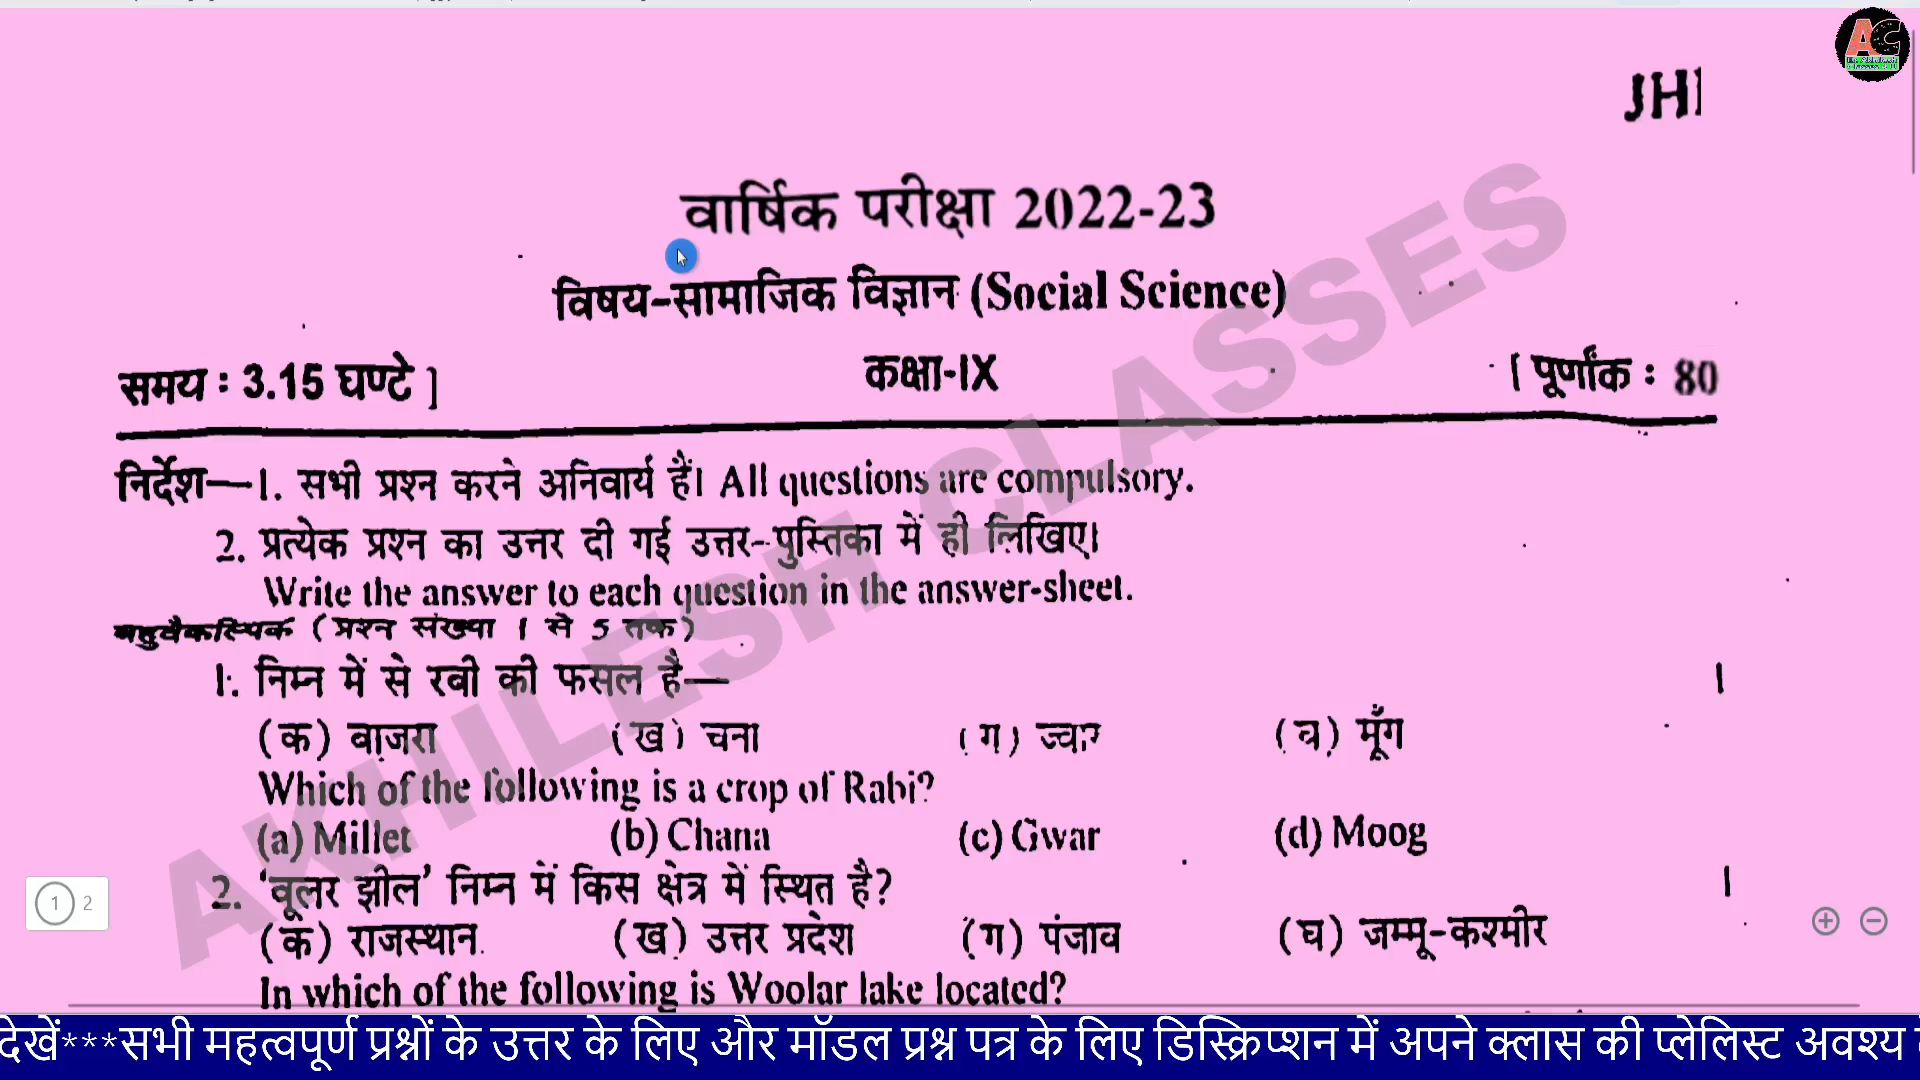 AC
JHI
वार्षिक परीक्षा 2022-23
विषय-सामाजिक विज्ञान (Social Science)
समय : 3.15 घण्टे ] कक्षा-IX [ पूर्णांक : 80
निर्देश—1. सभी प्रश्न करने अनिवार्य हैं। All questions are compulsory.
2. प्रत्येक प्रश्न का उत्तर दी गई उत्तर-पुस्तिका में ही लिखिए।
Write the answer to each question in the answer-sheet.
बहुवैकल्पिक (प्रश्न संख्या 1 से 5 तक)
1. निम्न में से रबी की फसल है— 1
(क) बाजरा (ख) चना (ग) ज्वार (घ) मूँग
Which of the following is a crop of Rabi?
(a) Millet (b) Chana (c) Gwar (d) Moog
2. 'वूलर झील' निम्न में किस क्षेत्र में स्थित है? 1
(क) राजस्थान (ख) उत्तर प्रदेश (ग) पंजाब (घ) जम्मू-कश्मीर
In which of the following is Woolar lake located?
AKHILESH CLASSES
1 2
देखें***सभी महत्वपूर्ण प्रश्नों के उत्तर के लिए और मॉडल प्रश्न पत्र के लिए डिस्क्रिप्शन में अपने क्लास की प्लेलिस्ट अवश्य